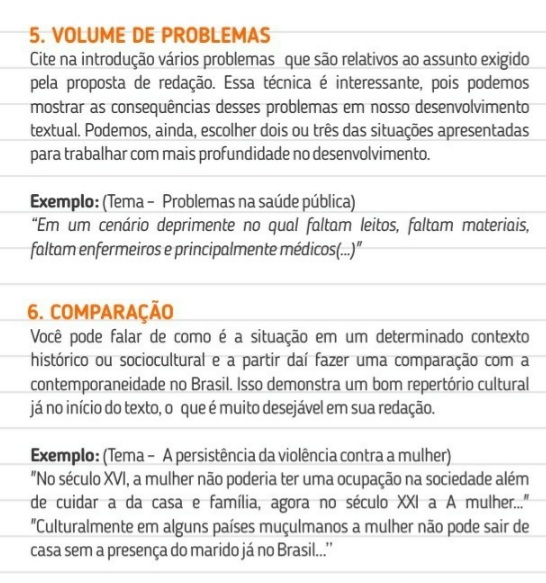 5. VOLUME DE PROBLEMAS
Cite na introdução vários problemas que são relativos ao assunto exigido
pela proposta de redação. Essa técnica é interessante, pois podemos
mostrar as consequências desses problemas em nosso desenvolvimento
textual. Podemos, ainda, escolher dois ou três das situações apresentadas
para trabalhar com mais profundidade no desenvolvimento.
Exemplo: (Tema - Problemas na saúde pública)
"Em um cenário deprimente no qual faltam leitos, faltam materiais,
faltam enfermeiros e principalmente médicos(...)"
6. COMPARAÇÃO
Você pode falar de como é a situação em um determinado contexto
histórico ou sociocultural e a partir daí fazer uma comparação com a
contemporaneidade no Brasil. Isso demonstra um bom repertório cultural
já no início do texto, o que é muito desejável em sua redação.
Exemplo: (Tema - A persistência da violência contra a mulher)
"No século XVI, a mulher não poderia ter uma ocupação na sociedade além
de cuidar a da casa e família, agora no século XXI a A mulher..."
"Culturalmente em alguns países muçulmanos a mulher não pode sair de
casa sem a presença do marido já no Brasil..."